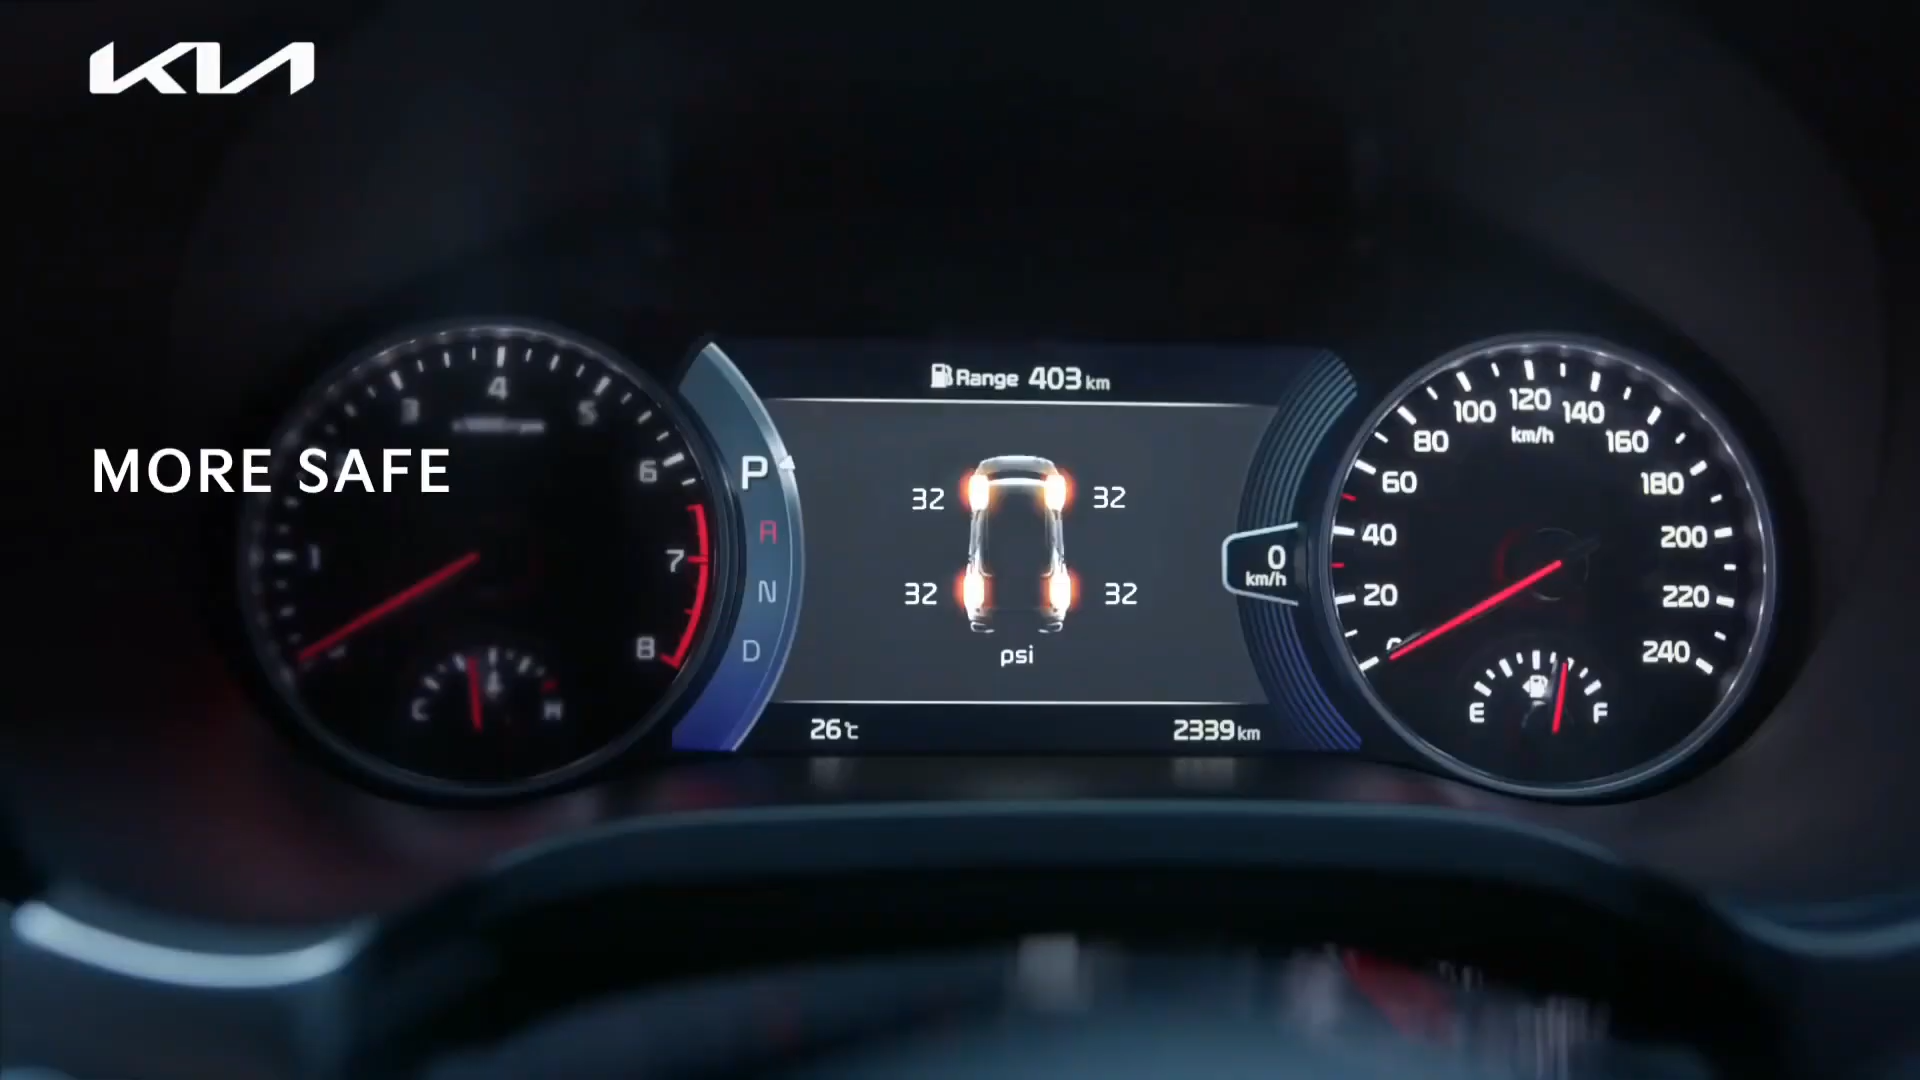 KIA
MORE SAFE
Range 403 km
32 32
32 32
psi
26℃ 2339 km
P
R
N
D
0
km/h
1
3
4
5
6
7
8
C H
0
20
40
60
80
100
120
140
160
180
200
220
240
km/h
E F